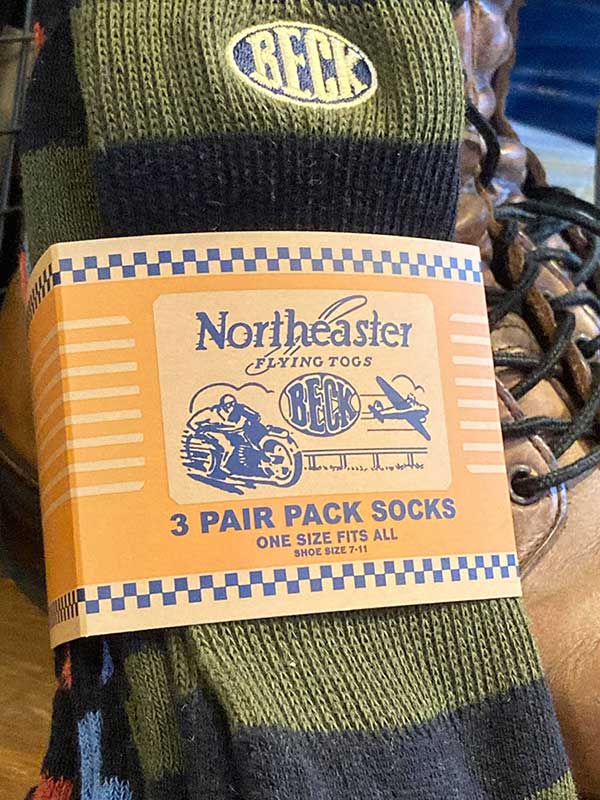 BECK
Northeaster
FLYING TOGS
BECK
3 PAIR PACK SOCKS
ONE SIZE FITS ALL
SHOE SIZE 7-11